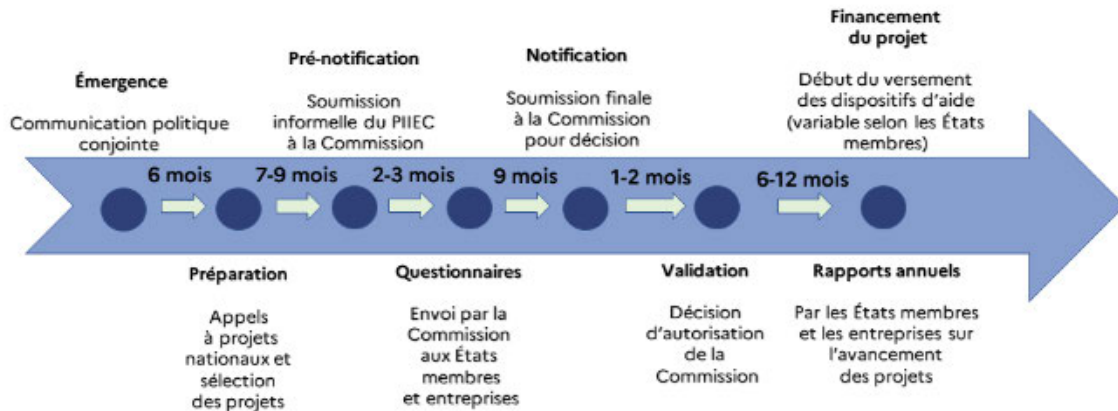 Émergence
Communication politique
conjointe
Pré-notification
Soumission
informelle du PIIEC
à la Commission
Notification
Soumission finale
à la Commission
pour décision
Financement
du projet
Début du versement
des dispositifs d'aide
(variable selon les États
membres)
6 mois
7-9 mois
2-3 mois
9 mois
1-2 mois
6-12 mois
Préparation
Appels
à projets
nationaux et
sélection
des projets
Questionnaires
Envoi par la
Commission
aux États
membres
et entreprises
Validation
Décision
d'autorisation
de la
Commission
Rapports annuels
Par les États membres
et les entreprises sur
l'avancement
des projets